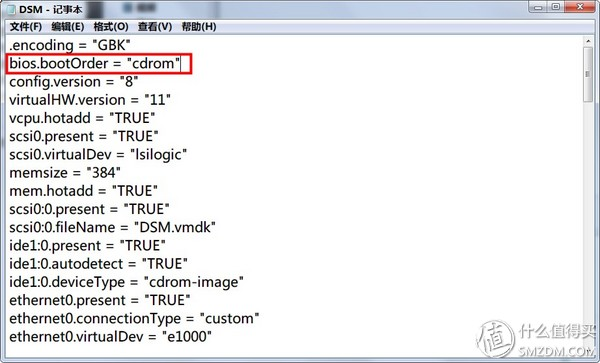 DSM - 记事本
文件(F) 编辑(E) 格式(O) 查看(V) 帮助(H)
.encoding = "GBK"
bios.bootOrder = "cdrom"
config.version = "8"
virtualHW.version = "11"
vcpu.hotadd = "TRUE"
scsi0.present = "TRUE"
scsi0.virtualDev = "lsilogic"
memsize = "384"
mem.hotadd = "TRUE"
scsi0:0.present = "TRUE"
scsi0:0.fileName = "DSM.vmdk"
ide1:0.present = "TRUE"
ide1:0.autodetect = "TRUE"
ide1:0.deviceType = "cdrom-image"
ethernet0.present = "TRUE"
ethernet0.connectionType = "custom"
ethernet0.virtualDev = "e1000"
值 什么值得买
SMZDM.COM